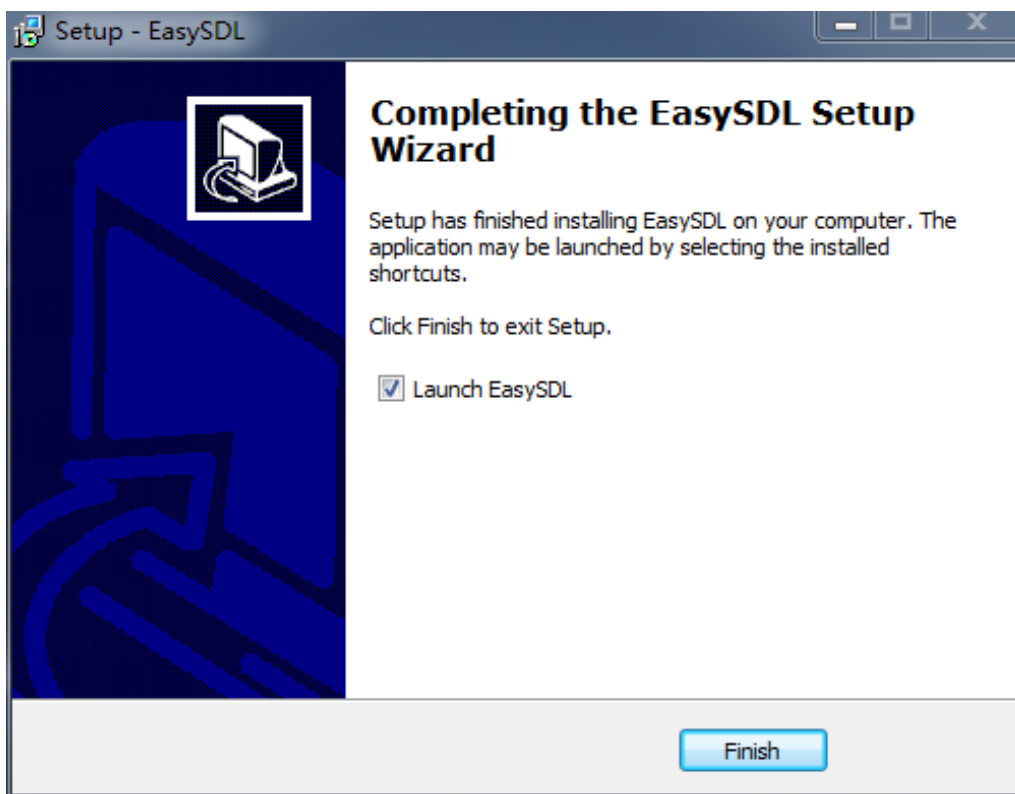 Setup - EasySDL
Completing the EasySDL Setup
Wizard
Setup has finished installing EasySDL on your computer. The
application may be launched by selecting the installed
shortcuts.
Click Finish to exit Setup.
Launch EasySDL
Finish